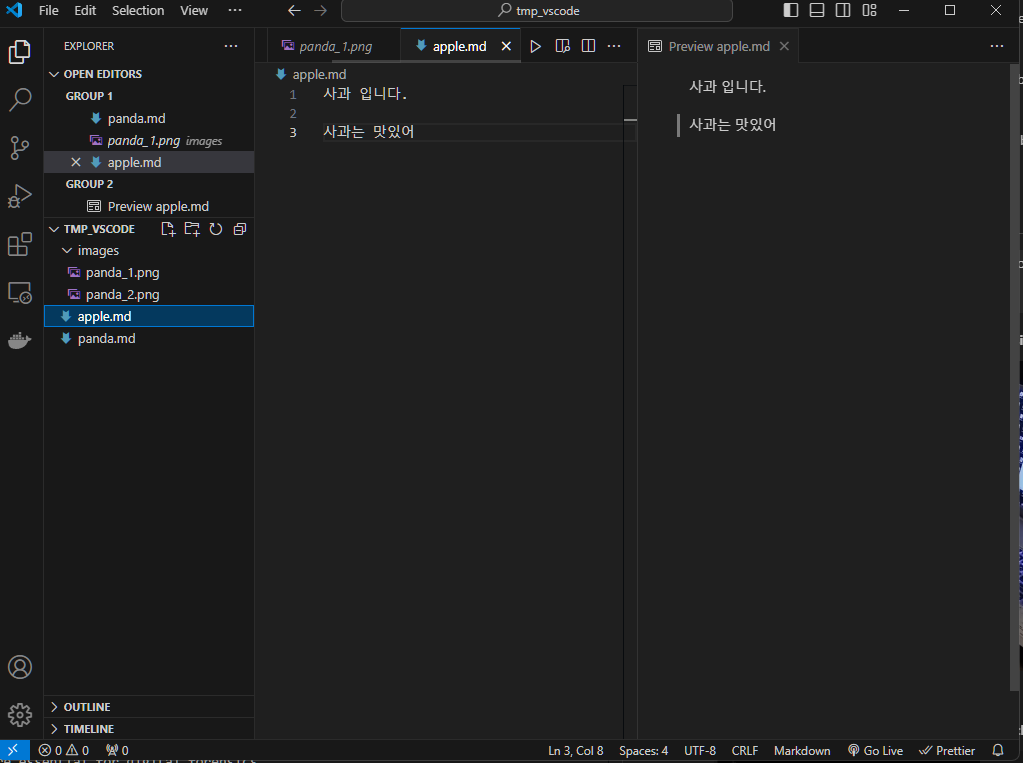 File Edit Selection View ··· tmp_vscode
EXPLORER ···
OPEN EDITORS
GROUP 1
panda.md
panda_1.png images
apple.md
GROUP 2
Preview apple.md
TMP_VSCODE
images
panda_1.png
panda_2.png
apple.md
panda.md
OUTLINE
TIMELINE
panda_1.png apple.md ···
apple.md
1 사과 입니다.
2
3 사과는 맛있어
Preview apple.md ···
사과 입니다.
사과는 맛있어
0 0 0 Ln 3, Col 8 Spaces: 4 UTF-8 CRLF Markdown Go Live Prettier